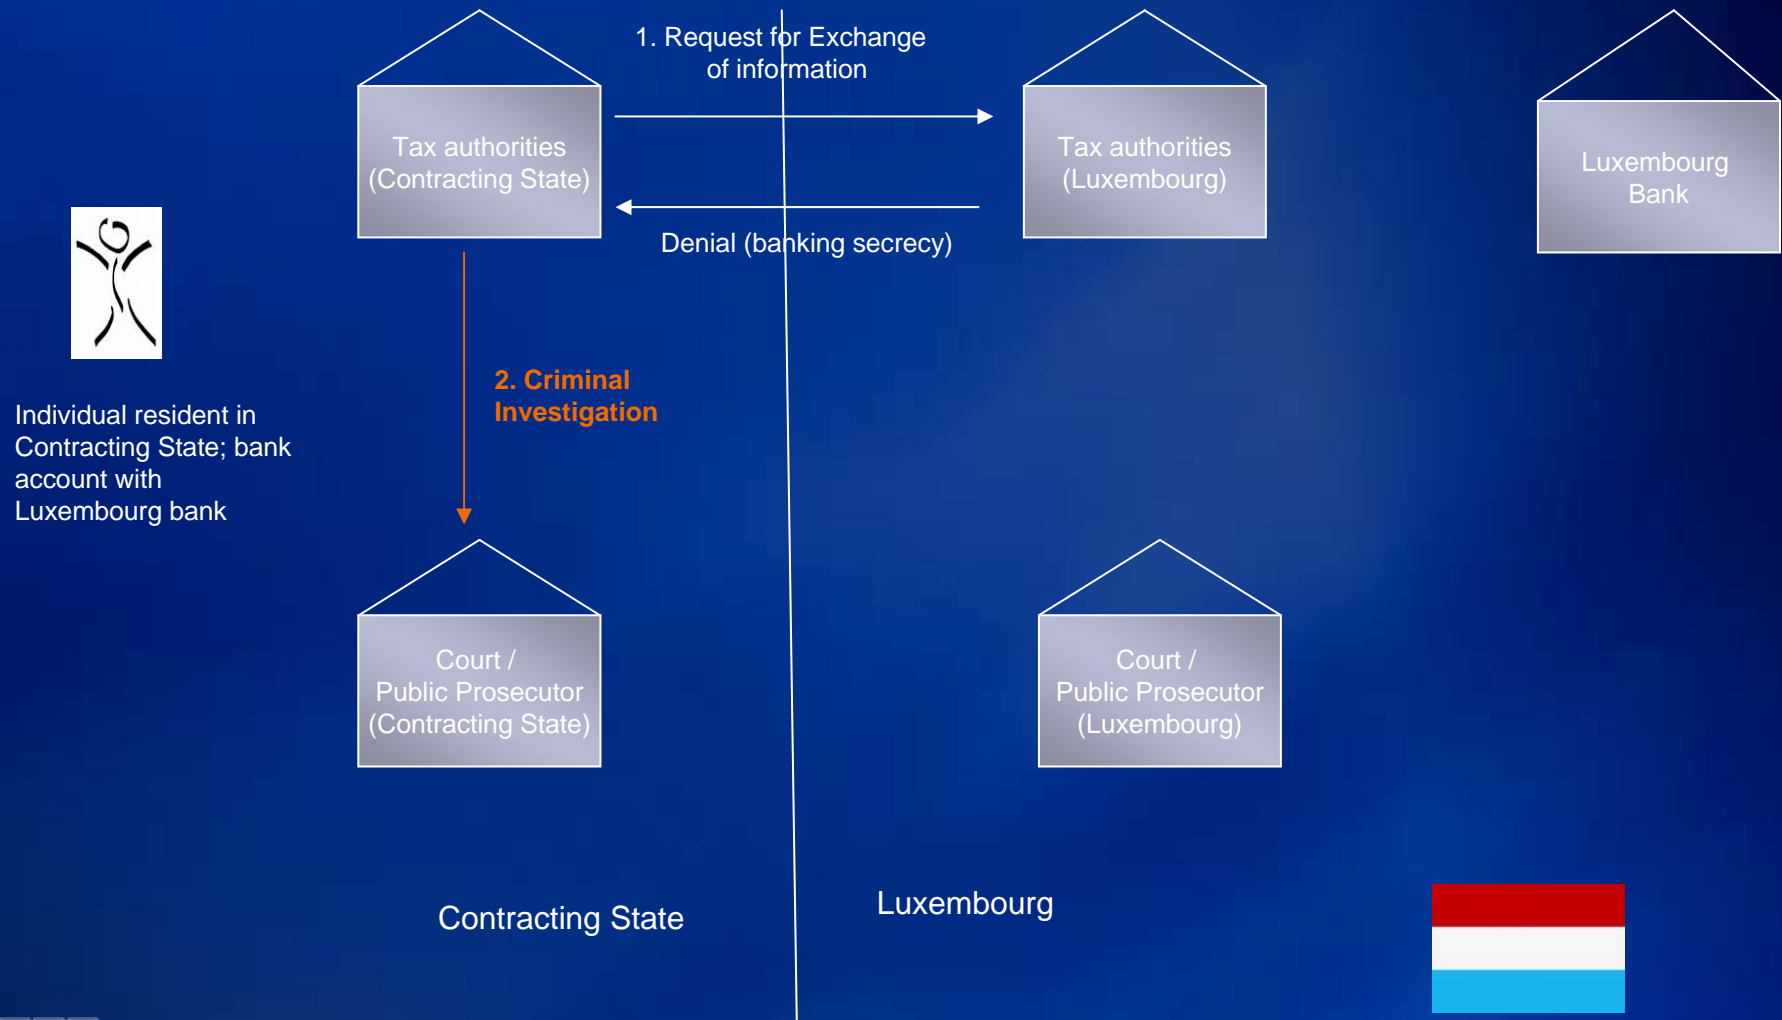 1. Request for Exchange
of information
Tax authorities
(Contracting State)
Tax authorities
(Luxembourg)
Luxembourg
Bank
Denial (banking secrecy)
2. Criminal
Investigation
Individual resident in
Contracting State; bank
account with
Luxembourg bank
Court /
Public Prosecutor
(Contracting State)
Court /
Public Prosecutor
(Luxembourg)
Contracting State
Luxembourg